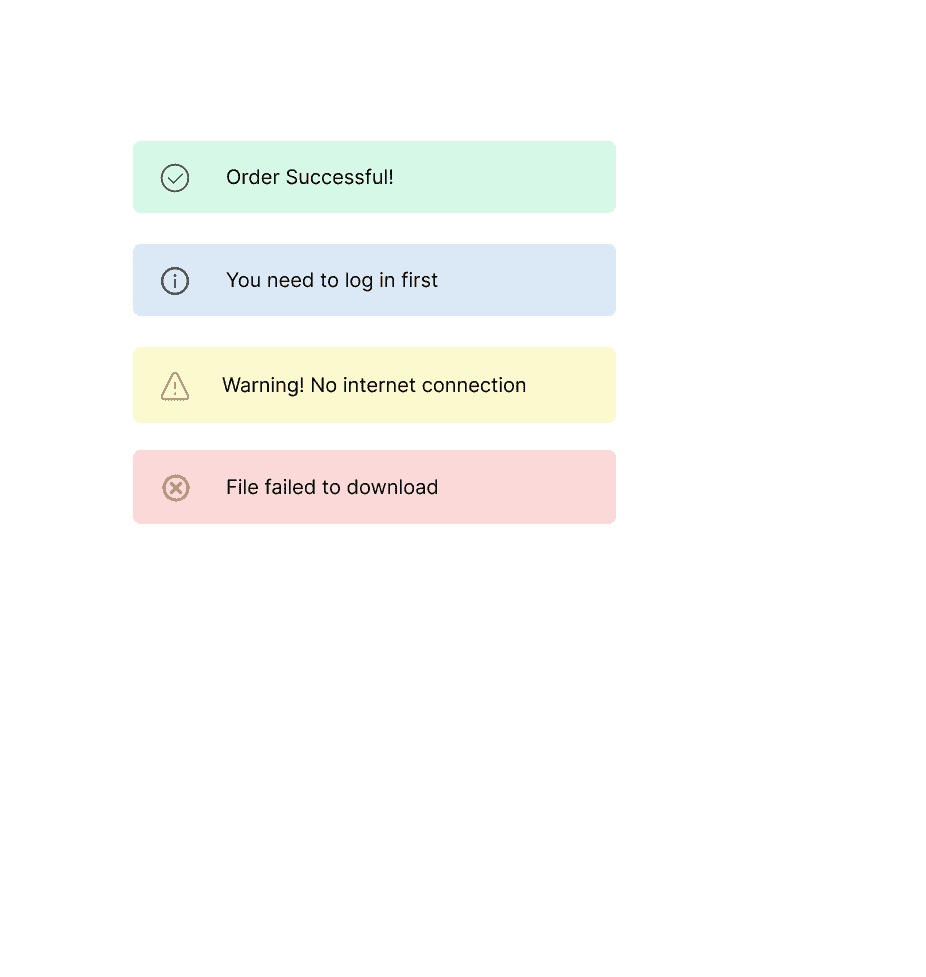 Order Successful!
You need to log in first
Warning! No internet connection
File failed to download